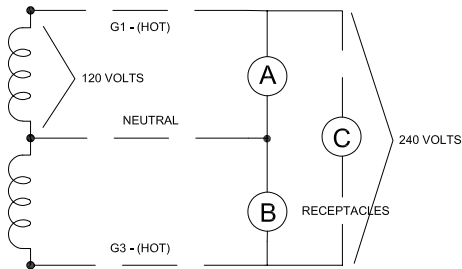 G1 - (HOT)
A
120 VOLTS
NEUTRAL
C
240 VOLTS
B
RECEPTACLES
G3 - (HOT)